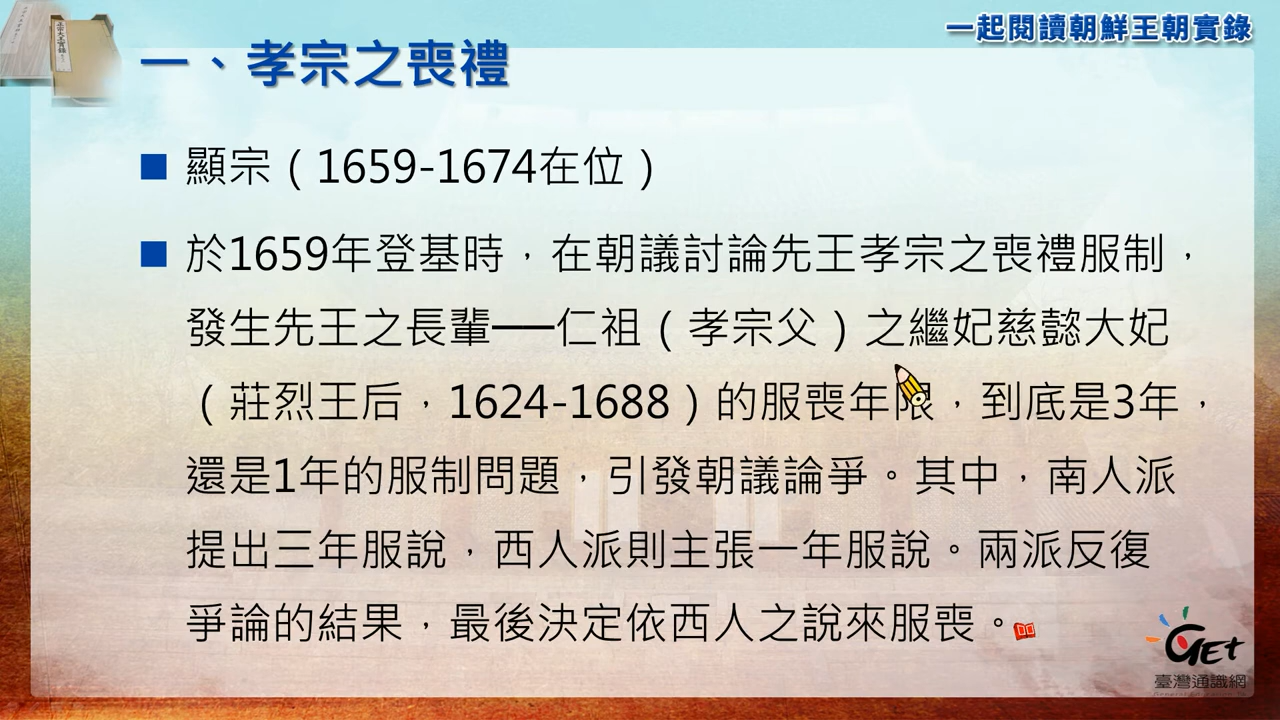 一起閱讀朝鮮王朝實錄
一、孝宗之喪禮
■ 顯宗（1659-1674在位）
■ 於1659年登基時，在朝議討論先王孝宗之喪禮服制，
發生先王之長輩──仁祖（孝宗父）之繼妃慈懿大妃
（莊烈王后，1624-1688）的服喪年限，到底是3年，
還是1年的服制問題，引發朝議論爭。其中，南人派
提出三年服說，西人派則主張一年服說。兩派反復
爭論的結果，最後決定依西人之說來服喪。
GEt
臺灣通識網